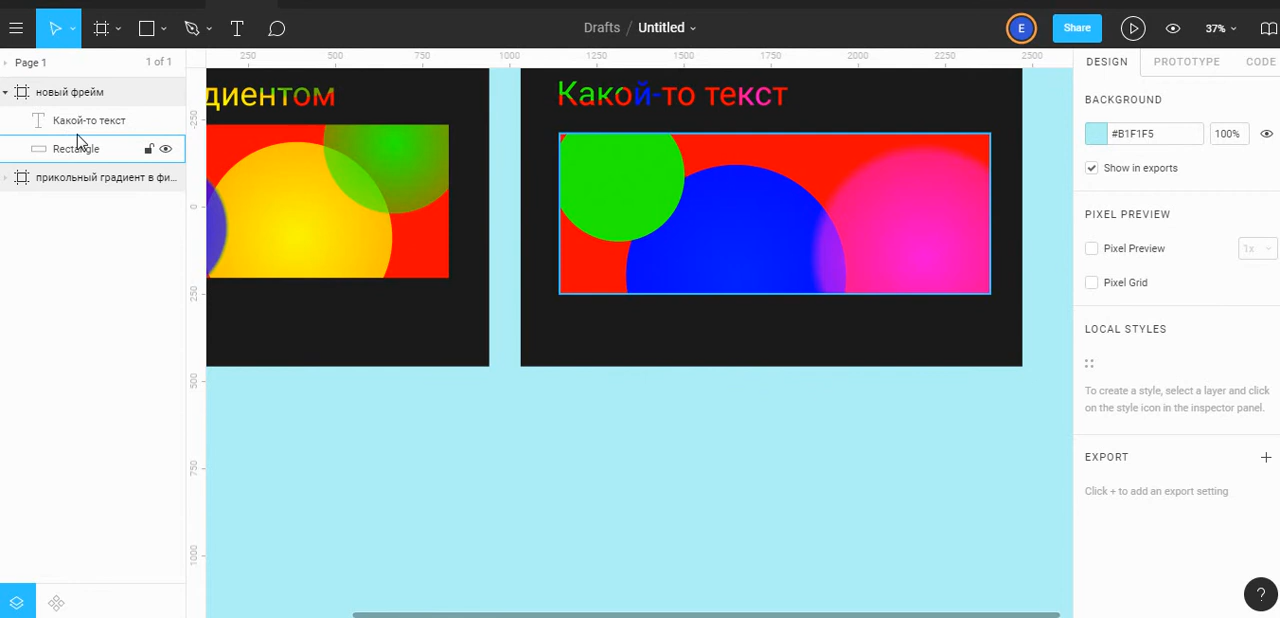 Drafts / Untitled
E
Share
37%
Page 1
1 of 1
новый фрейм
Какой-то текст
Rectangle
прикольный градиент в фи...
250 500 750 1000 1250 1500 1750 2000 2250 2500
-250
0
250
500
750
1000
диентом
Какой-то текст
DESIGN PROTOTYPE CODE
BACKGROUND
#B1F1F5 100%
Show in exports
PIXEL PREVIEW
Pixel Preview 1x
Pixel Grid
LOCAL STYLES
To create a style, select a layer and click
on the style icon in the inspector panel.
EXPORT
Click + to add an export setting
?